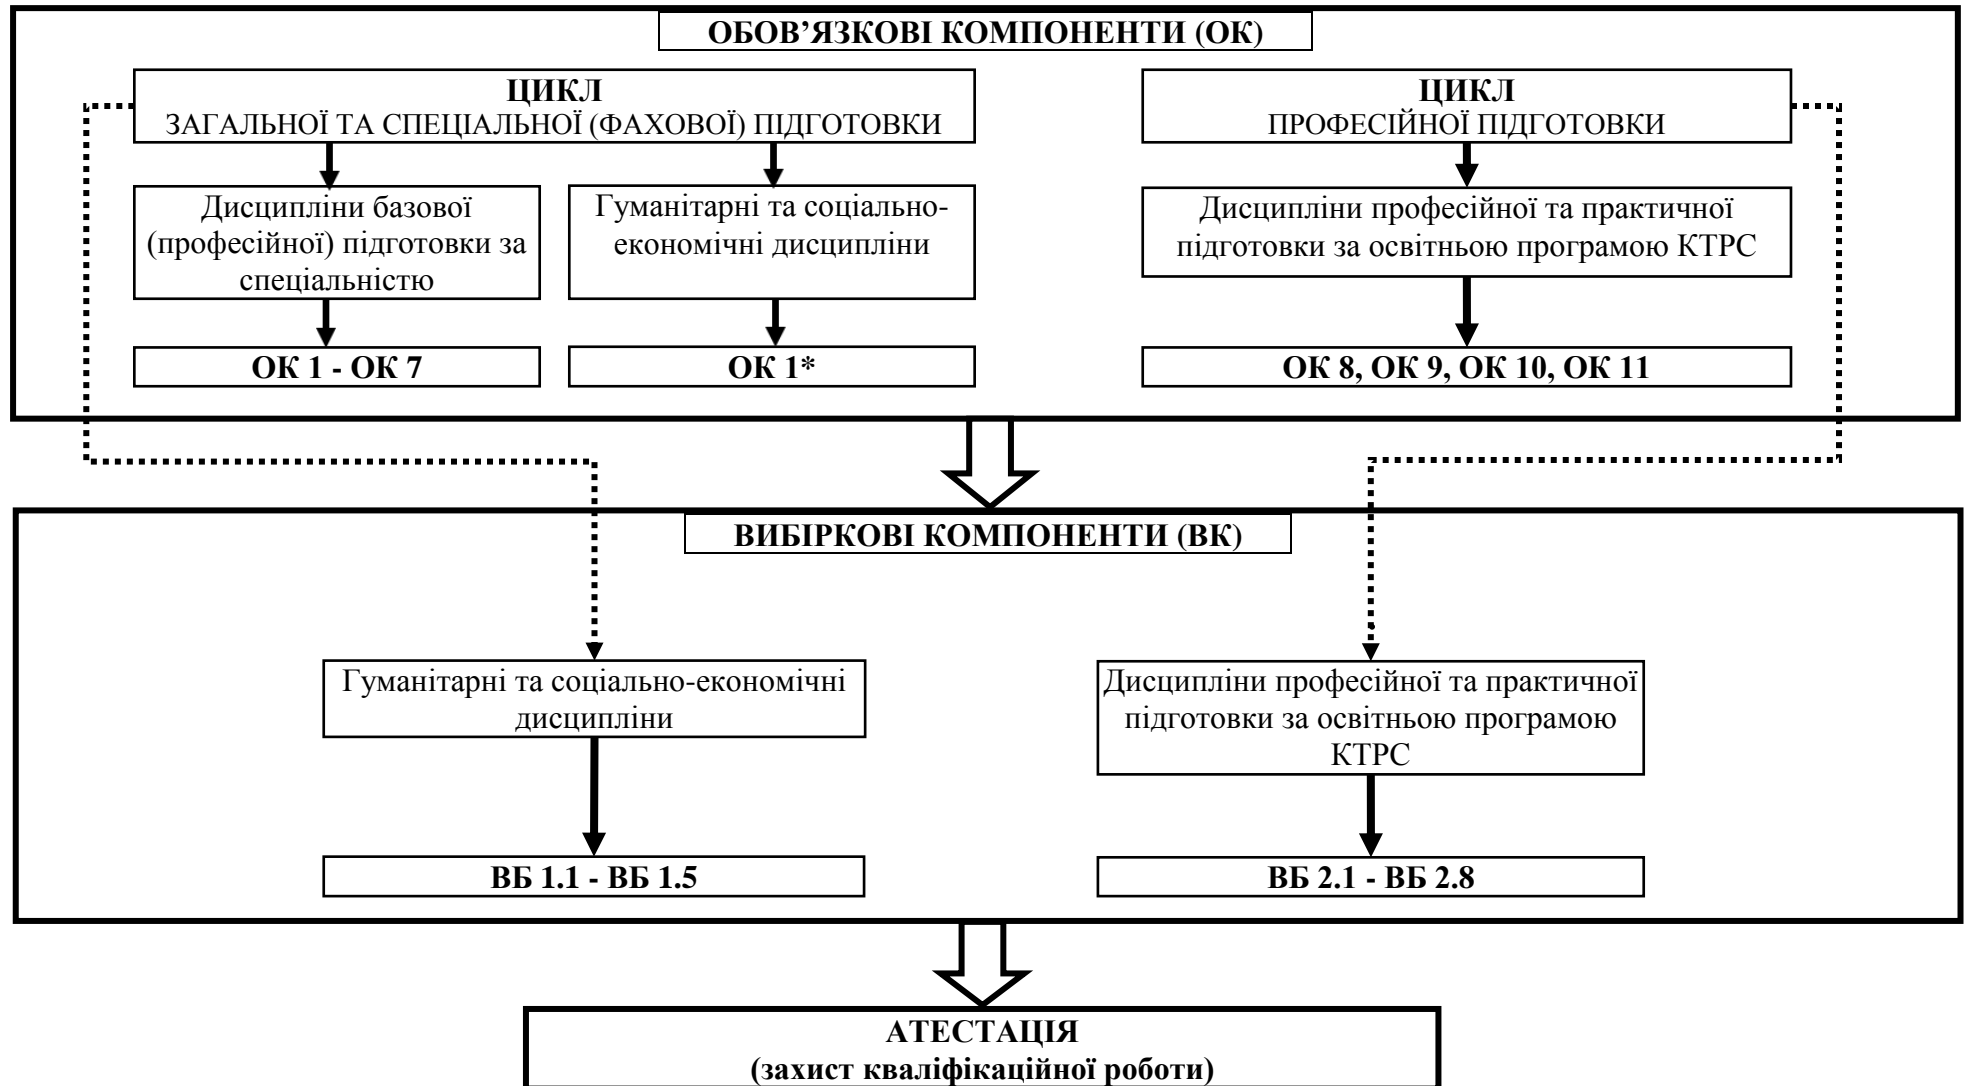 ОБОВ’ЯЗКОВІ КОМПОНЕНТИ (ОК)
ЦИКЛ
ЗАГАЛЬНОЇ ТА СПЕЦІАЛЬНОЇ (ФАХОВОЇ) ПІДГОТОВКИ
ЦИКЛ
ПРОФЕСІЙНОЇ ПІДГОТОВКИ
Дисципліни базової
(професійної) підготовки за
спеціальністю
Гуманітарні та соціально-
економічні дисципліни
Дисципліни професійної та практичної
підготовки за освітньою програмою КТРС
ОК 1 - ОК 7
ОК 1*
ОК 8, ОК 9, ОК 10, ОК 11
ВИБІРКОВІ КОМПОНЕНТИ (ВК)
Гуманітарні та соціально-економічні
дисципліни
Дисципліни професійної та практичної
підготовки за освітньою програмою
КТРС
ВБ 1.1 - ВБ 1.5
ВБ 2.1 - ВБ 2.8
АТЕСТАЦІЯ
(захист кваліфікаційної роботи)